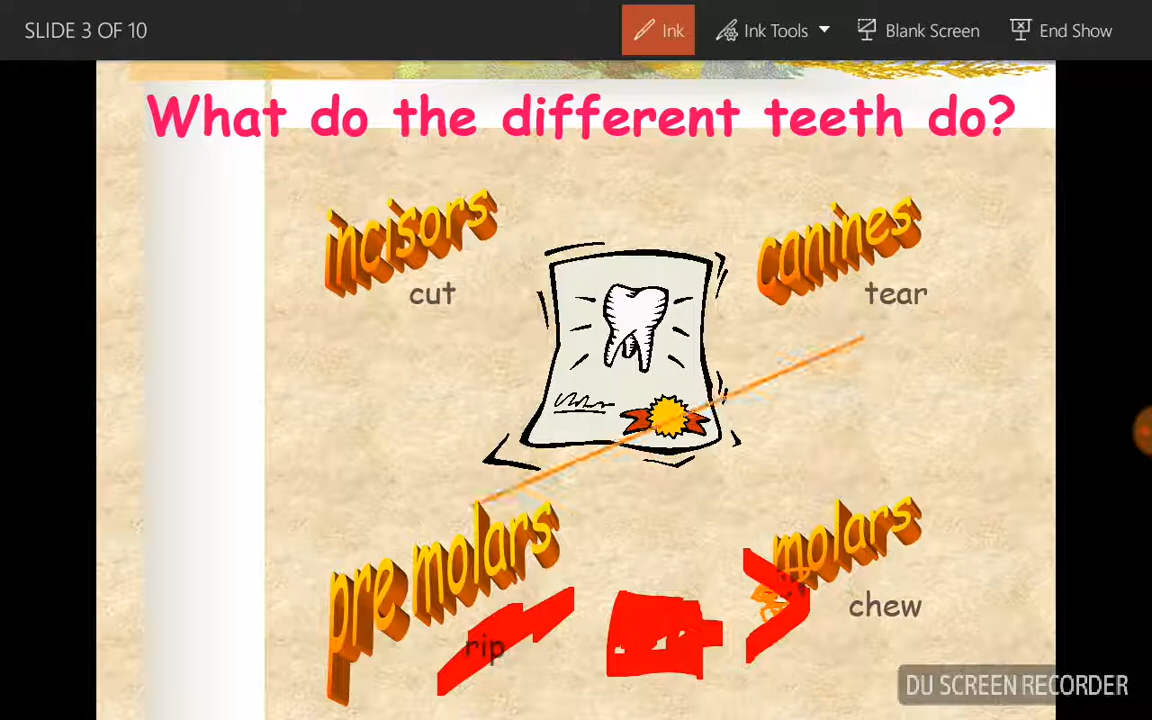 SLIDE 3 OF 10
Ink
Ink Tools
Blank Screen
End Show
What do the different teeth do?
incisors
cut
canines
tear
pre molars
rip
molars
chew
DU SCREEN RECORDER